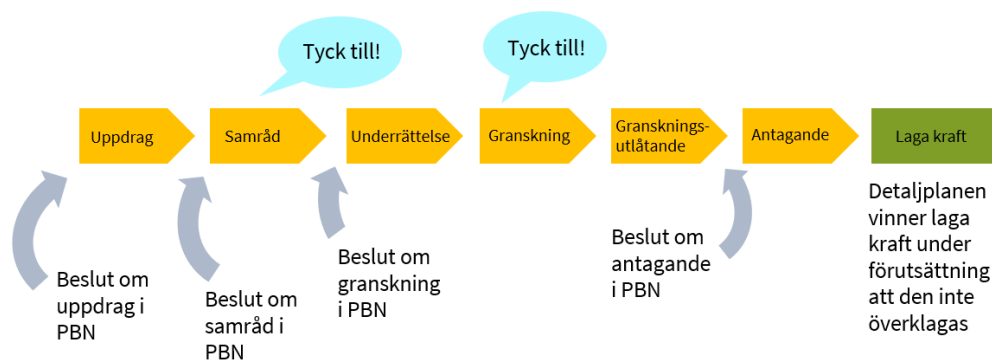 Tyck till!
Tyck till!
Uppdrag
Samråd
Underrättelse
Granskning
Gransknings-
utlåtande
Antagande
Laga kraft
Beslut om
uppdrag i
PBN
Beslut om
samråd i
PBN
Beslut om
granskning
i PBN
Beslut om
antagande
i PBN
Detaljplanen
vinner laga
kraft under
förutsättning
att den inte
överklagas